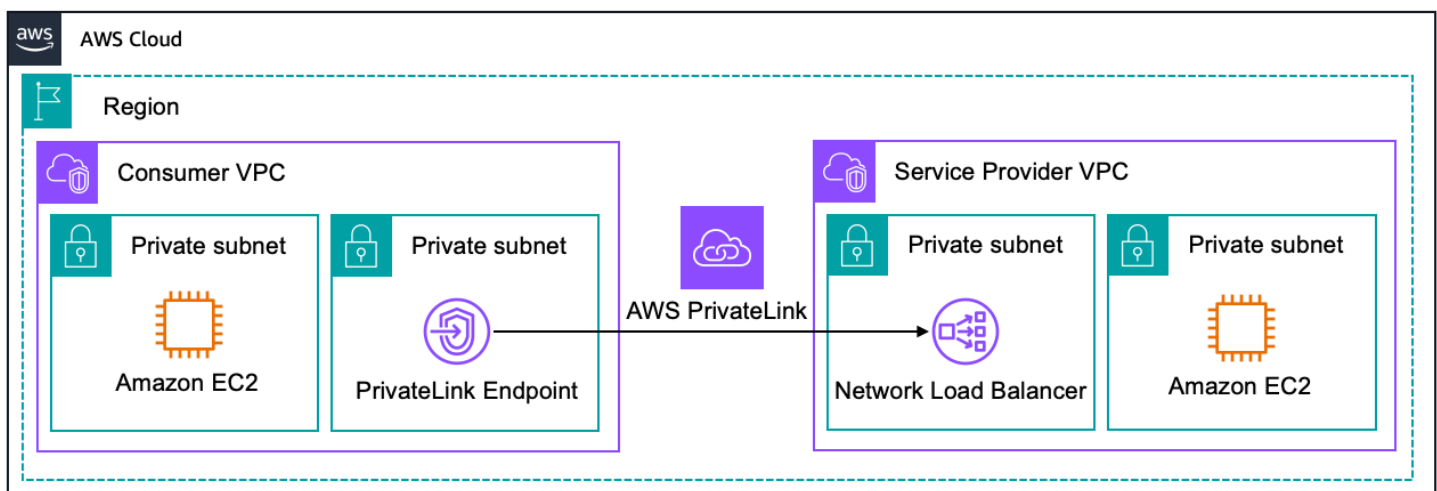 aws
AWS Cloud
Region
Consumer VPC
Service Provider VPC
Private subnet
Private subnet
Private subnet
Private subnet
AWS PrivateLink
Amazon EC2
PrivateLink Endpoint
Network Load Balancer
Amazon EC2